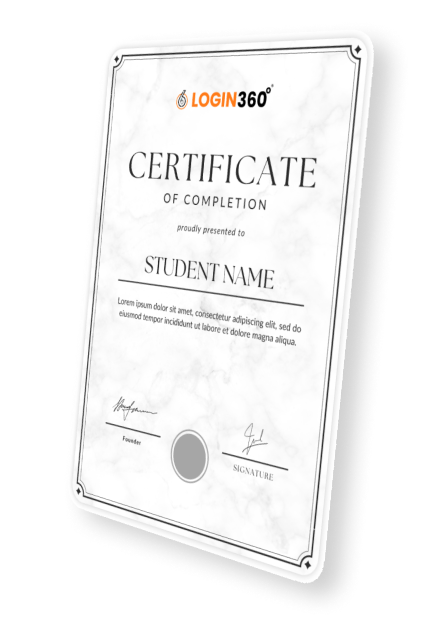 LOGIN360°
CERTIFICATE
OF COMPLETION
proudly presented to
STUDENT NAME
Lorem ipsum dolor sit amet, consectetur adipiscing elit, sed do
eiusmod tempor incididunt ut labore et dolore magna aliqua.
Founder
SIGNATURE